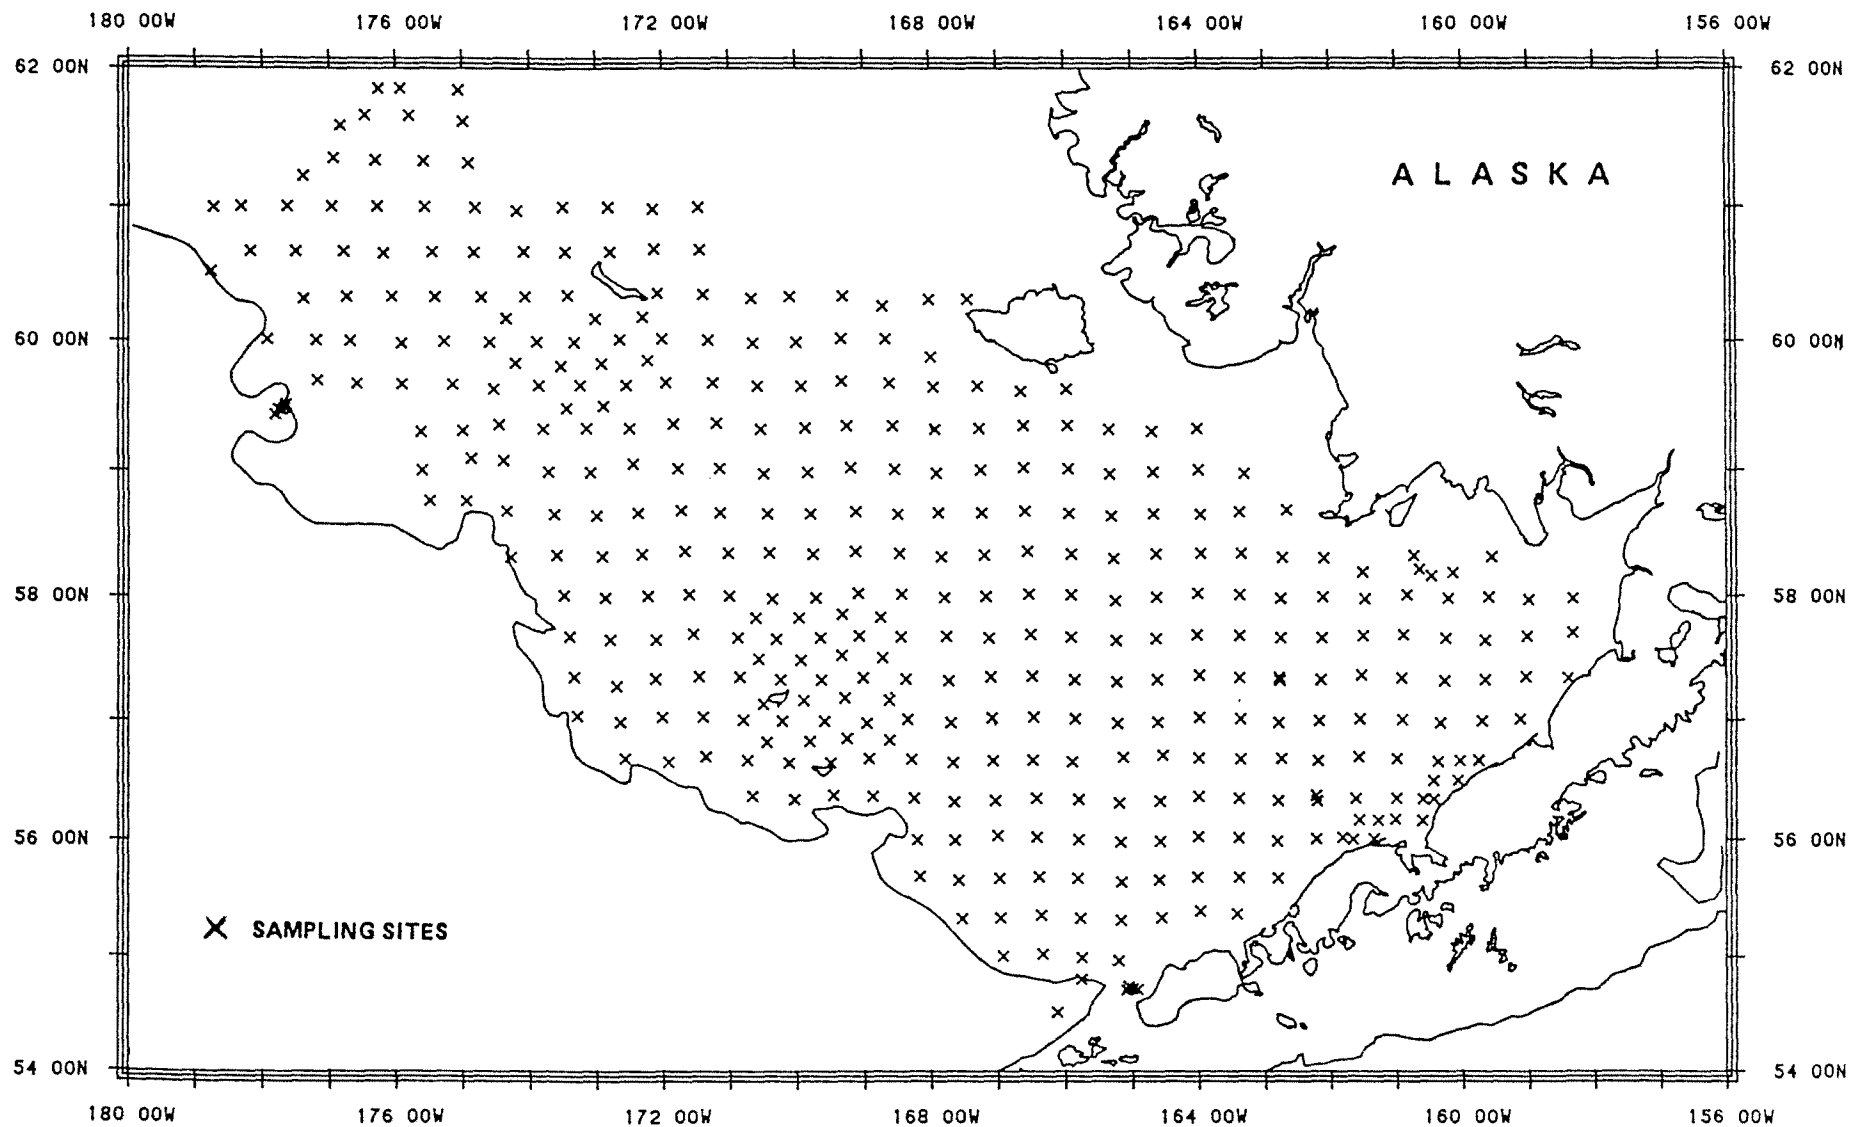 180 00W 176 00W 172 00W 168 00W 164 00W 160 00W 156 00W
62 00N 62 00N
ALASKA
60 00N 60 00N
58 00N 58 00N
56 00N 56 00N
SAMPLING SITES
54 00N 54 00N
180 00W 176 00W 172 00W 168 00W 164 00W 160 00W 156 00W